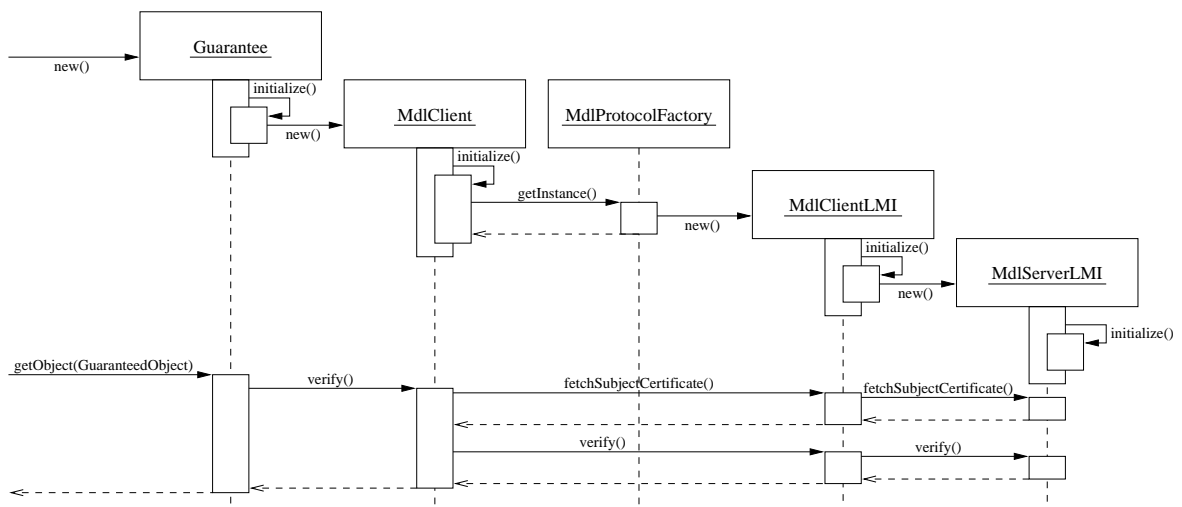 Guarantee
new()
initialize()
new()
MdlClient
MdlProtocolFactory
initialize()
getInstance()
new()
MdlClientLMI
initialize()
new()
MdlServerLMI
initialize()
getObject(GuaranteedObject)
verify()
fetchSubjectCertificate()
fetchSubjectCertificate()
verify()
verify()